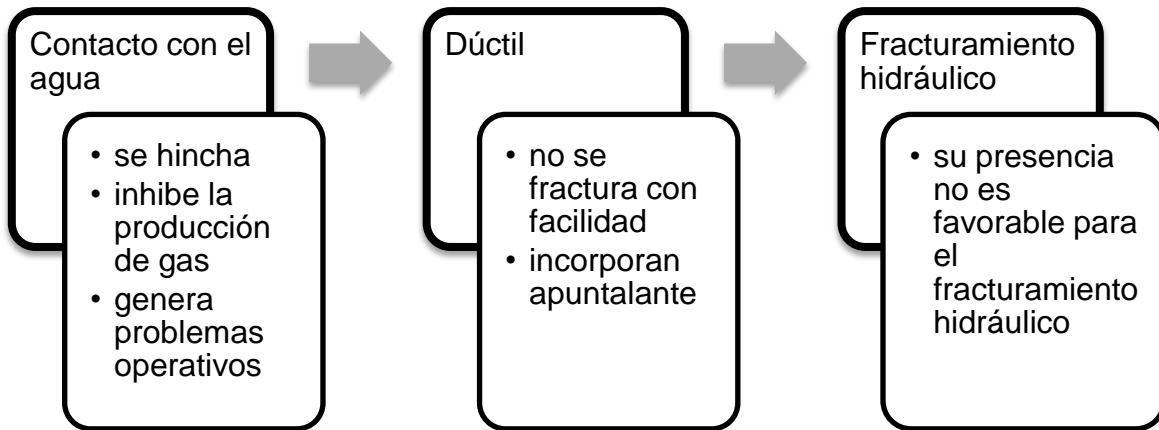 Contacto con el
agua
• se hincha
• inhibe la
producción
de gas
• genera
problemas
operativos
Dúctil
• no se
fractura con
facilidad
• incorporan
apuntalante
Fracturamiento
hidráulico
• su presencia
no es
favorable para
el
fracturamiento
hidráulico